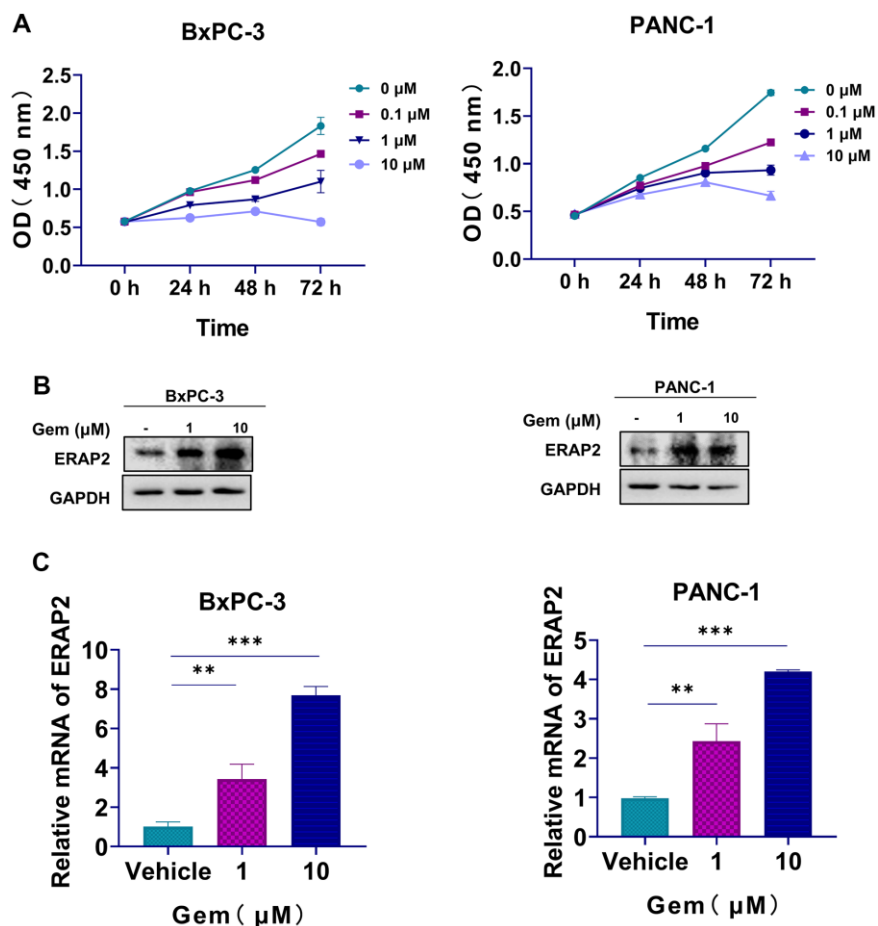 A
BxPC-3
OD( 450 nm)
2.5
2.0
1.5
1.0
0.5
0.0
0 h 24 h 48 h 72 h
Time
0 μM
0.1 μM
1 μM
10 μM
PANC-1
OD( 450 nm)
2.0
1.5
1.0
0.5
0.0
0 h 24 h 48 h 72 h
Time
0 μM
0.1 μM
1 μM
10 μM
B
BxPC-3
Gem (μM) - 1 10
ERAP2
GAPDH
PANC-1
Gem (μM) - 1 10
ERAP2
GAPDH
C
BxPC-3
Relative mRNA of ERAP2
10
8
6
4
2
0
***
**
Vehicle 1 10
Gem( μM)
PANC-1
Relative mRNA of ERAP2
5
4
3
2
1
0
***
**
Vehicle 1 10
Gem( μM)